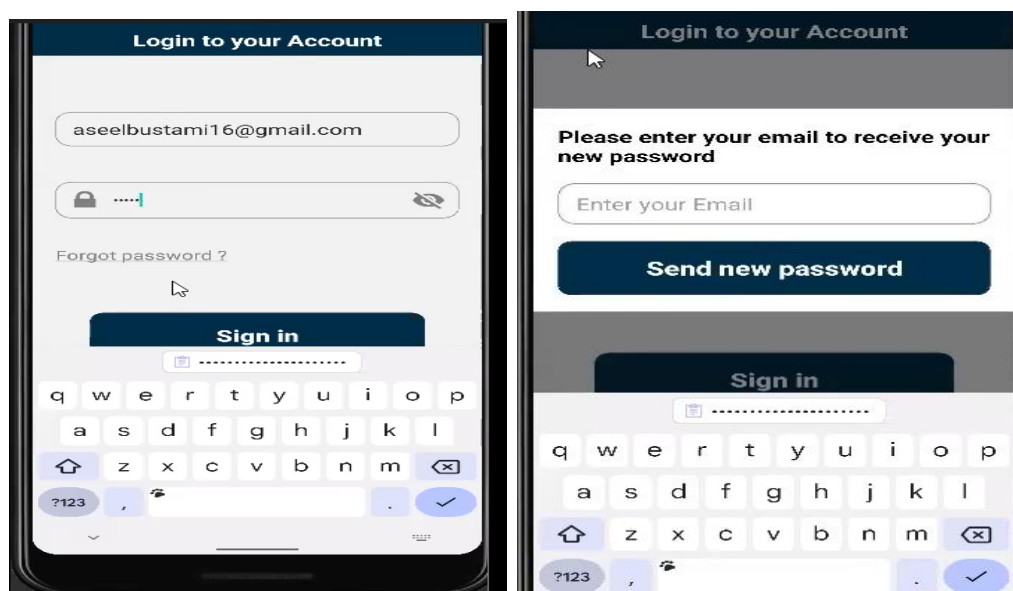 Login to your Account
aseelbustami16@gmail.com
•••••
Forgot password ?
Sign in
•••••••••••••••••••••
q w e r t y u i o p
a s d f g h j k l
z x c v b n m
?123 , .
Login to your Account
Please enter your email to receive your
new password
Enter your Email
Send new password
Sign in
••••••••••••••••••••••
q w e r t y u i o p
a s d f g h j k l
z x c v b n m
?123 , .